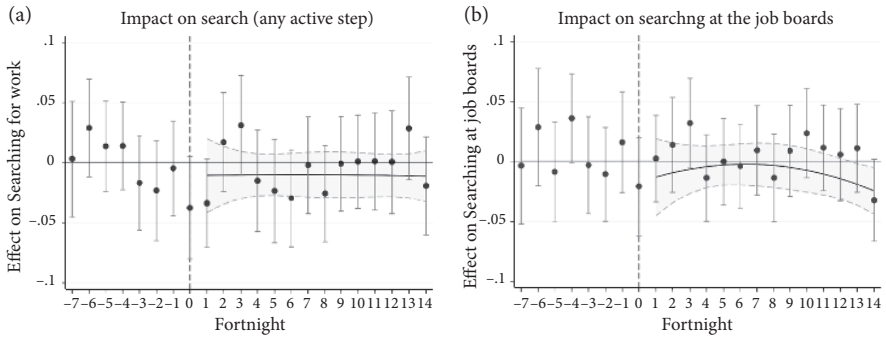 (a) Impact on search (any active step)
Effect on Searching for work
.1
.05
0
−.05
−.1
−7 −6 −5 −4 −3 −2 −1 0 1 2 3 4 5 6 7 8 9 10 11 12 13 14
Fortnight
(b) Impact on searchng at the job boards
Effect on Searching at job boards
.1
.05
0
−.05
−.1
−7 −6 −5 −4 −3 −2 −1 0 1 2 3 4 5 6 7 8 9 10 11 12 13 14
Fortnight